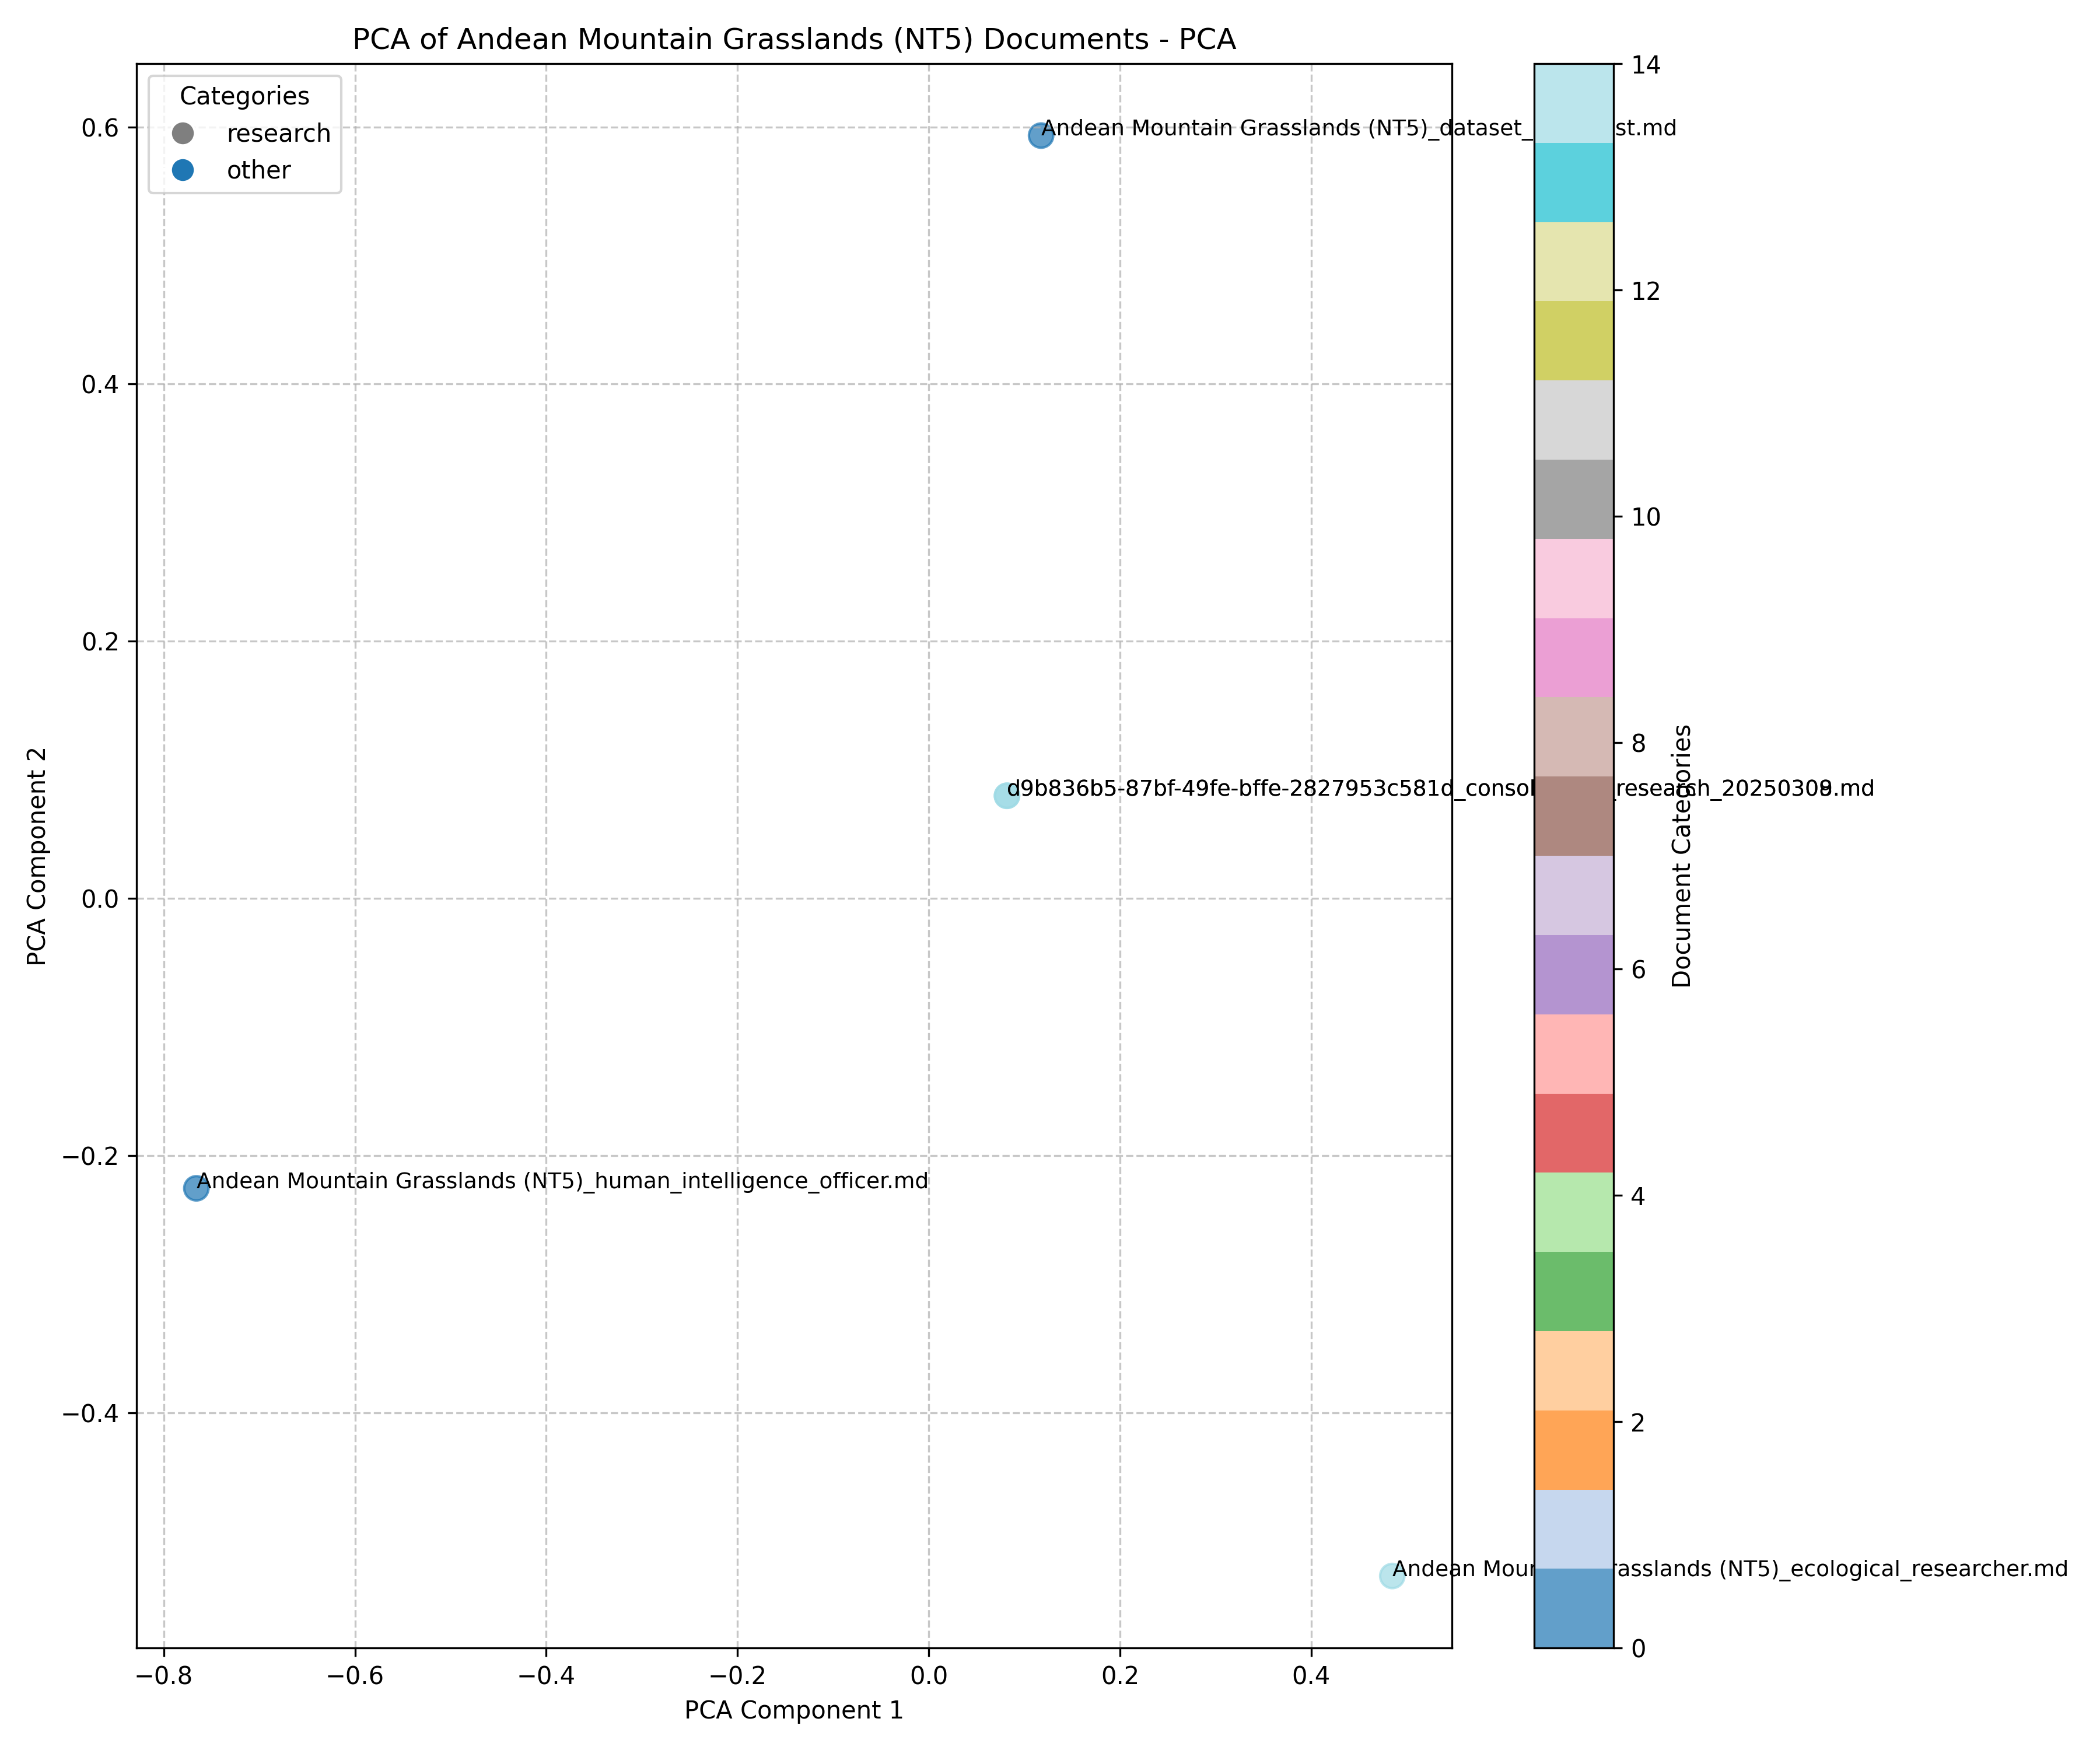 PCA of Andean Mountain Grasslands (NT5) Documents - PCA
Categories
research
other
PCA Component 2
0.6
0.4
0.2
0.0
−0.2
−0.4
−0.8
−0.6
−0.4
−0.2
0.0
0.2
0.4
PCA Component 1
Andean Mountain Grasslands (NT5)_dataset_ st.md
d9b836b5-87bf-49fe-bffe-2827953c581d_consol _research_ .md
Andean Mountain Grasslands (NT5)_human_intelligence_officer.md
Andean Moun rasslands (NT5)_ecological_researcher.md
14
12
10
8
6
4
2
0
Document Categories